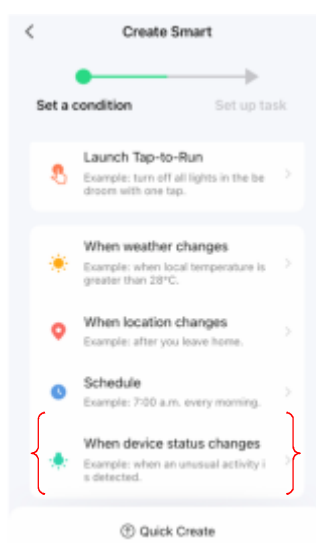 Create Smart
Set a condition
Set up task
Launch Tap-to-Run
Example: turn off all lights in the be
droom with one tap.
When weather changes
Example: when local temperature is
greater than 28°C.
When location changes
Example: after you leave home.
Schedule
Example: 7:00 a.m. every morning.
When device status changes
Example: when an unusual activity i
s detected.
Quick Create